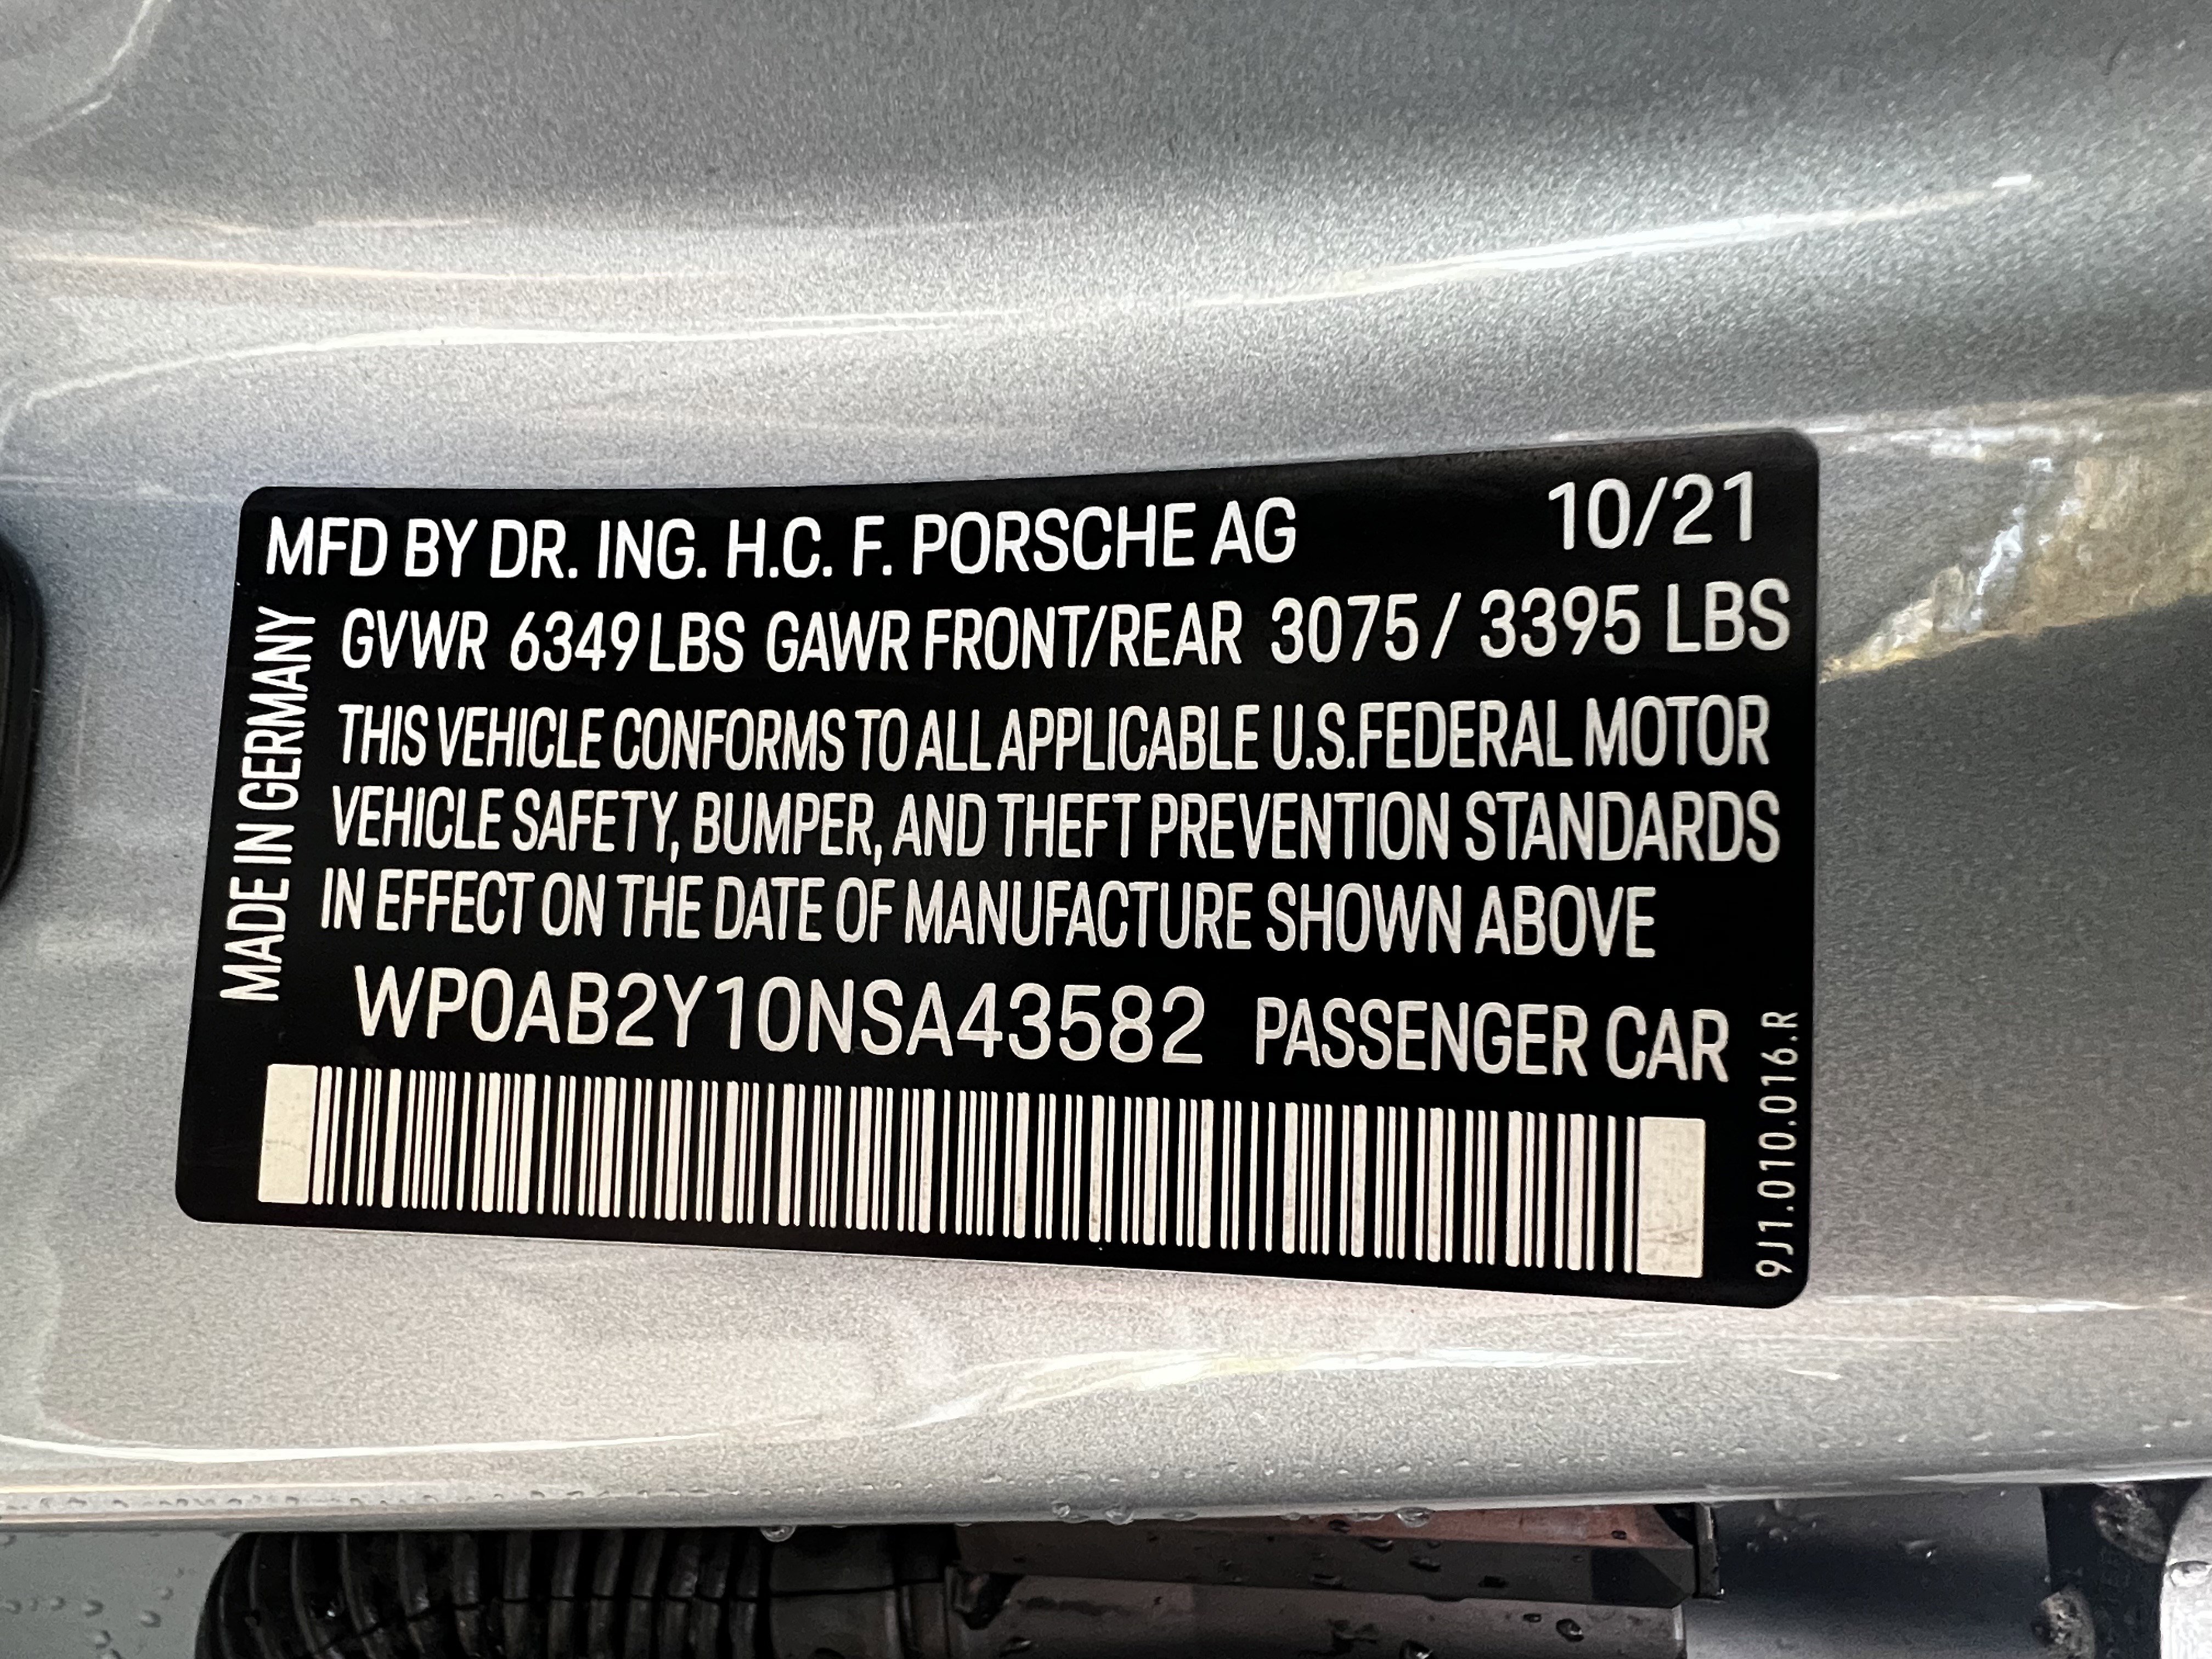 MFD BY DR. ING. H.C. F. PORSCHE AG 10/21
GVWR 6349 LBS GAWR FRONT/REAR 3075 / 3395 LBS
THIS VEHICLE CONFORMS TO ALL APPLICABLE U.S.FEDERAL MOTOR
VEHICLE SAFETY, BUMPER, AND THEFT PREVENTION STANDARDS
IN EFFECT ON THE DATE OF MANUFACTURE SHOWN ABOVE
WP0AB2Y10NSA43582 PASSENGER CAR
MADE IN GERMANY
9J1.010.016.R